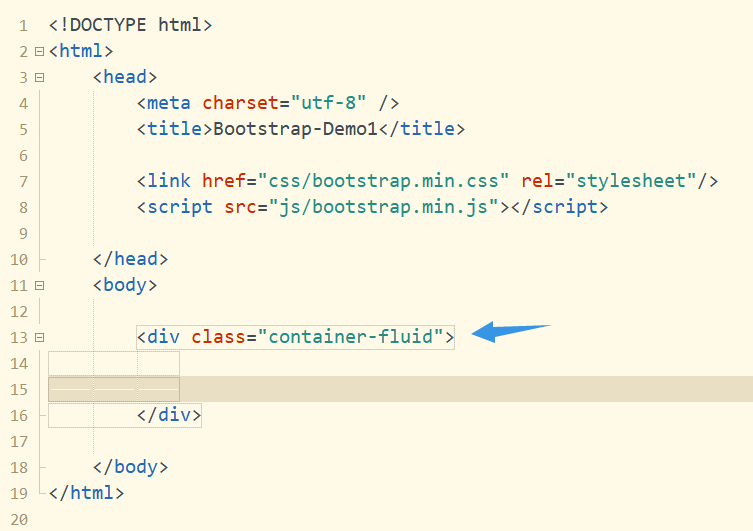 1 <!DOCTYPE html>
2 <html>
3 <head>
4 <meta charset="utf-8" />
5 <title>Bootstrap-Demo1</title>
6
7 <link href="css/bootstrap.min.css" rel="stylesheet"/>
8 <script src="js/bootstrap.min.js"></script>
9
10 </head>
11 <body>
12
13 <div class="container-fluid">
14
15
16 </div>
17
18 </body>
19 </html>
20